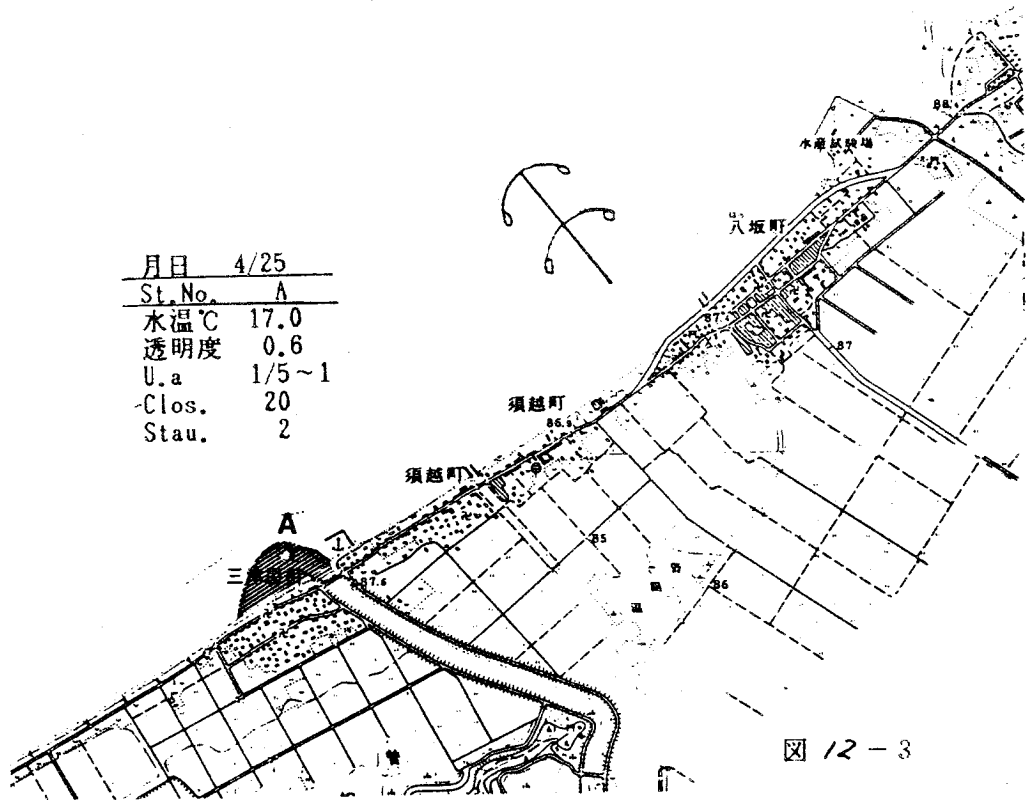 月日 4/25
St.No. A
水温℃ 17.0
透明度 0.6
U.a 1/5~1
Clos. 20
Stau. 2
88
水産試験場
はっ
八坂町
87
87
須越町
86.5
須越町
85
86
A
87.6
図 12-3